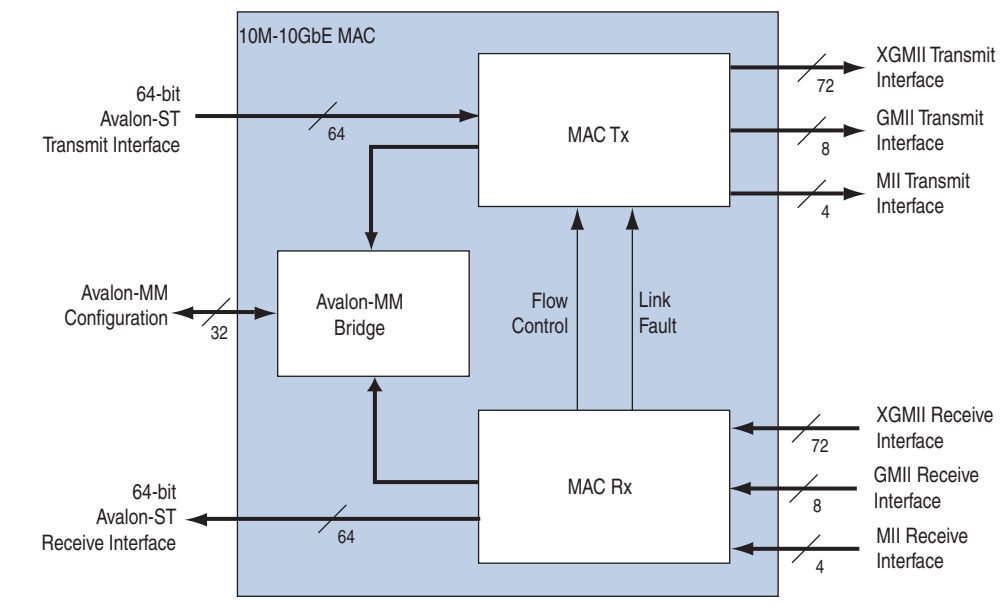 10M-10GbE MAC
64-bit
Avalon-ST
Transmit Interface
64
MAC Tx
72
XGMII Transmit
Interface
8
GMII Transmit
Interface
4
MII Transmit
Interface
Avalon-MM
Configuration
32
Avalon-MM
Bridge
Flow
Control
Link
Fault
64-bit
Avalon-ST
Receive Interface
64
MAC Rx
72
XGMII Receive
Interface
8
GMII Receive
Interface
4
MII Receive
Interface